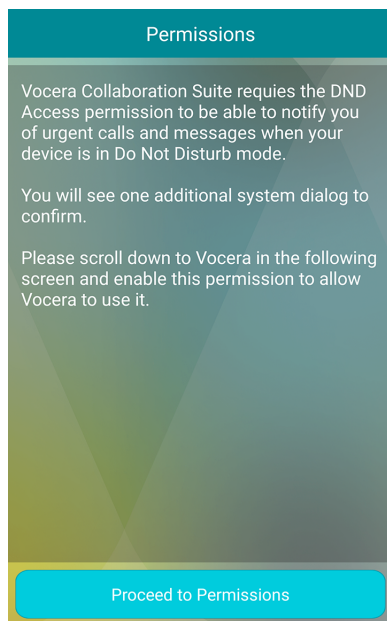 Permissions
Vocera Collaboration Suite requies the DND
Access permission to be able to notify you
of urgent calls and messages when your
device is in Do Not Disturb mode.
You will see one additional system dialog to
confirm.
Please scroll down to Vocera in the following
screen and enable this permission to allow
Vocera to use it.
Proceed to Permissions